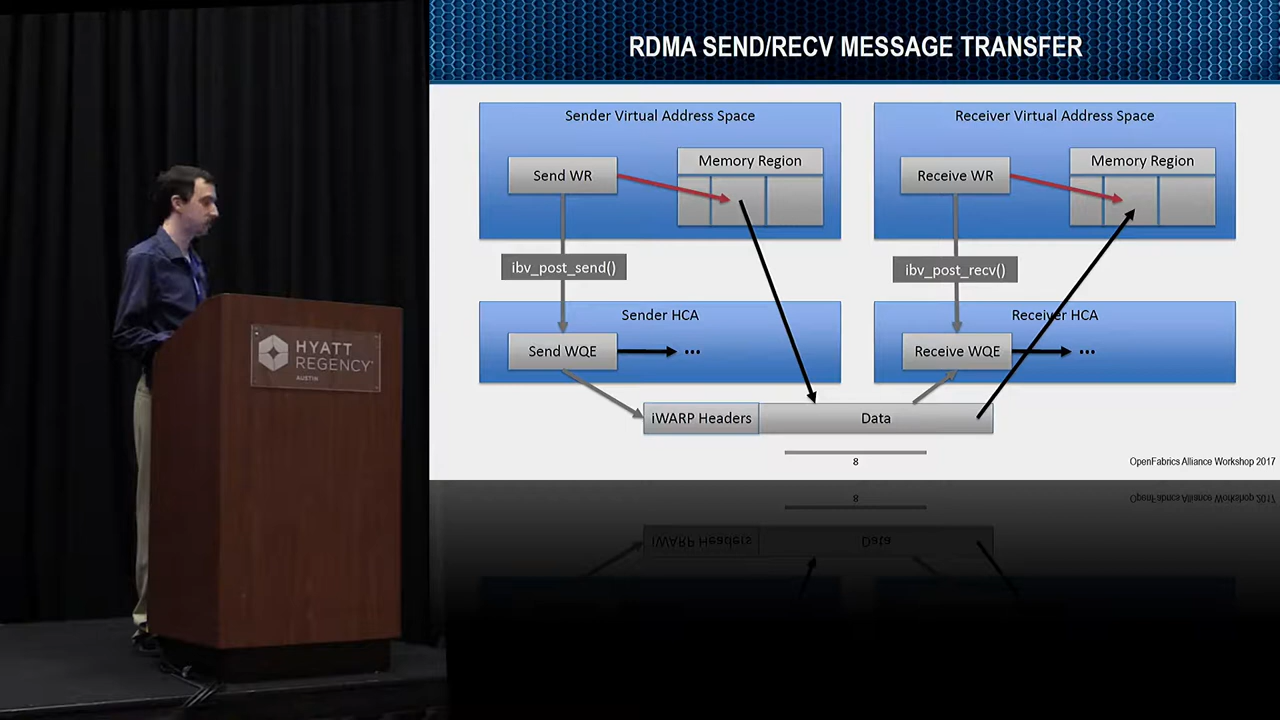 RDMA SEND/RECV MESSAGE TRANSFER
Sender Virtual Address Space
Send WR
Memory Region
ibv_post_send()
Sender HCA
Send WQE
...
Receiver Virtual Address Space
Receive WR
Memory Region
ibv_post_recv()
Receiver HCA
Receive WQE
...
iWARP Headers
Data
8
OpenFabrics Alliance Workshop 2017
HYATT
REGENCY
AUSTIN